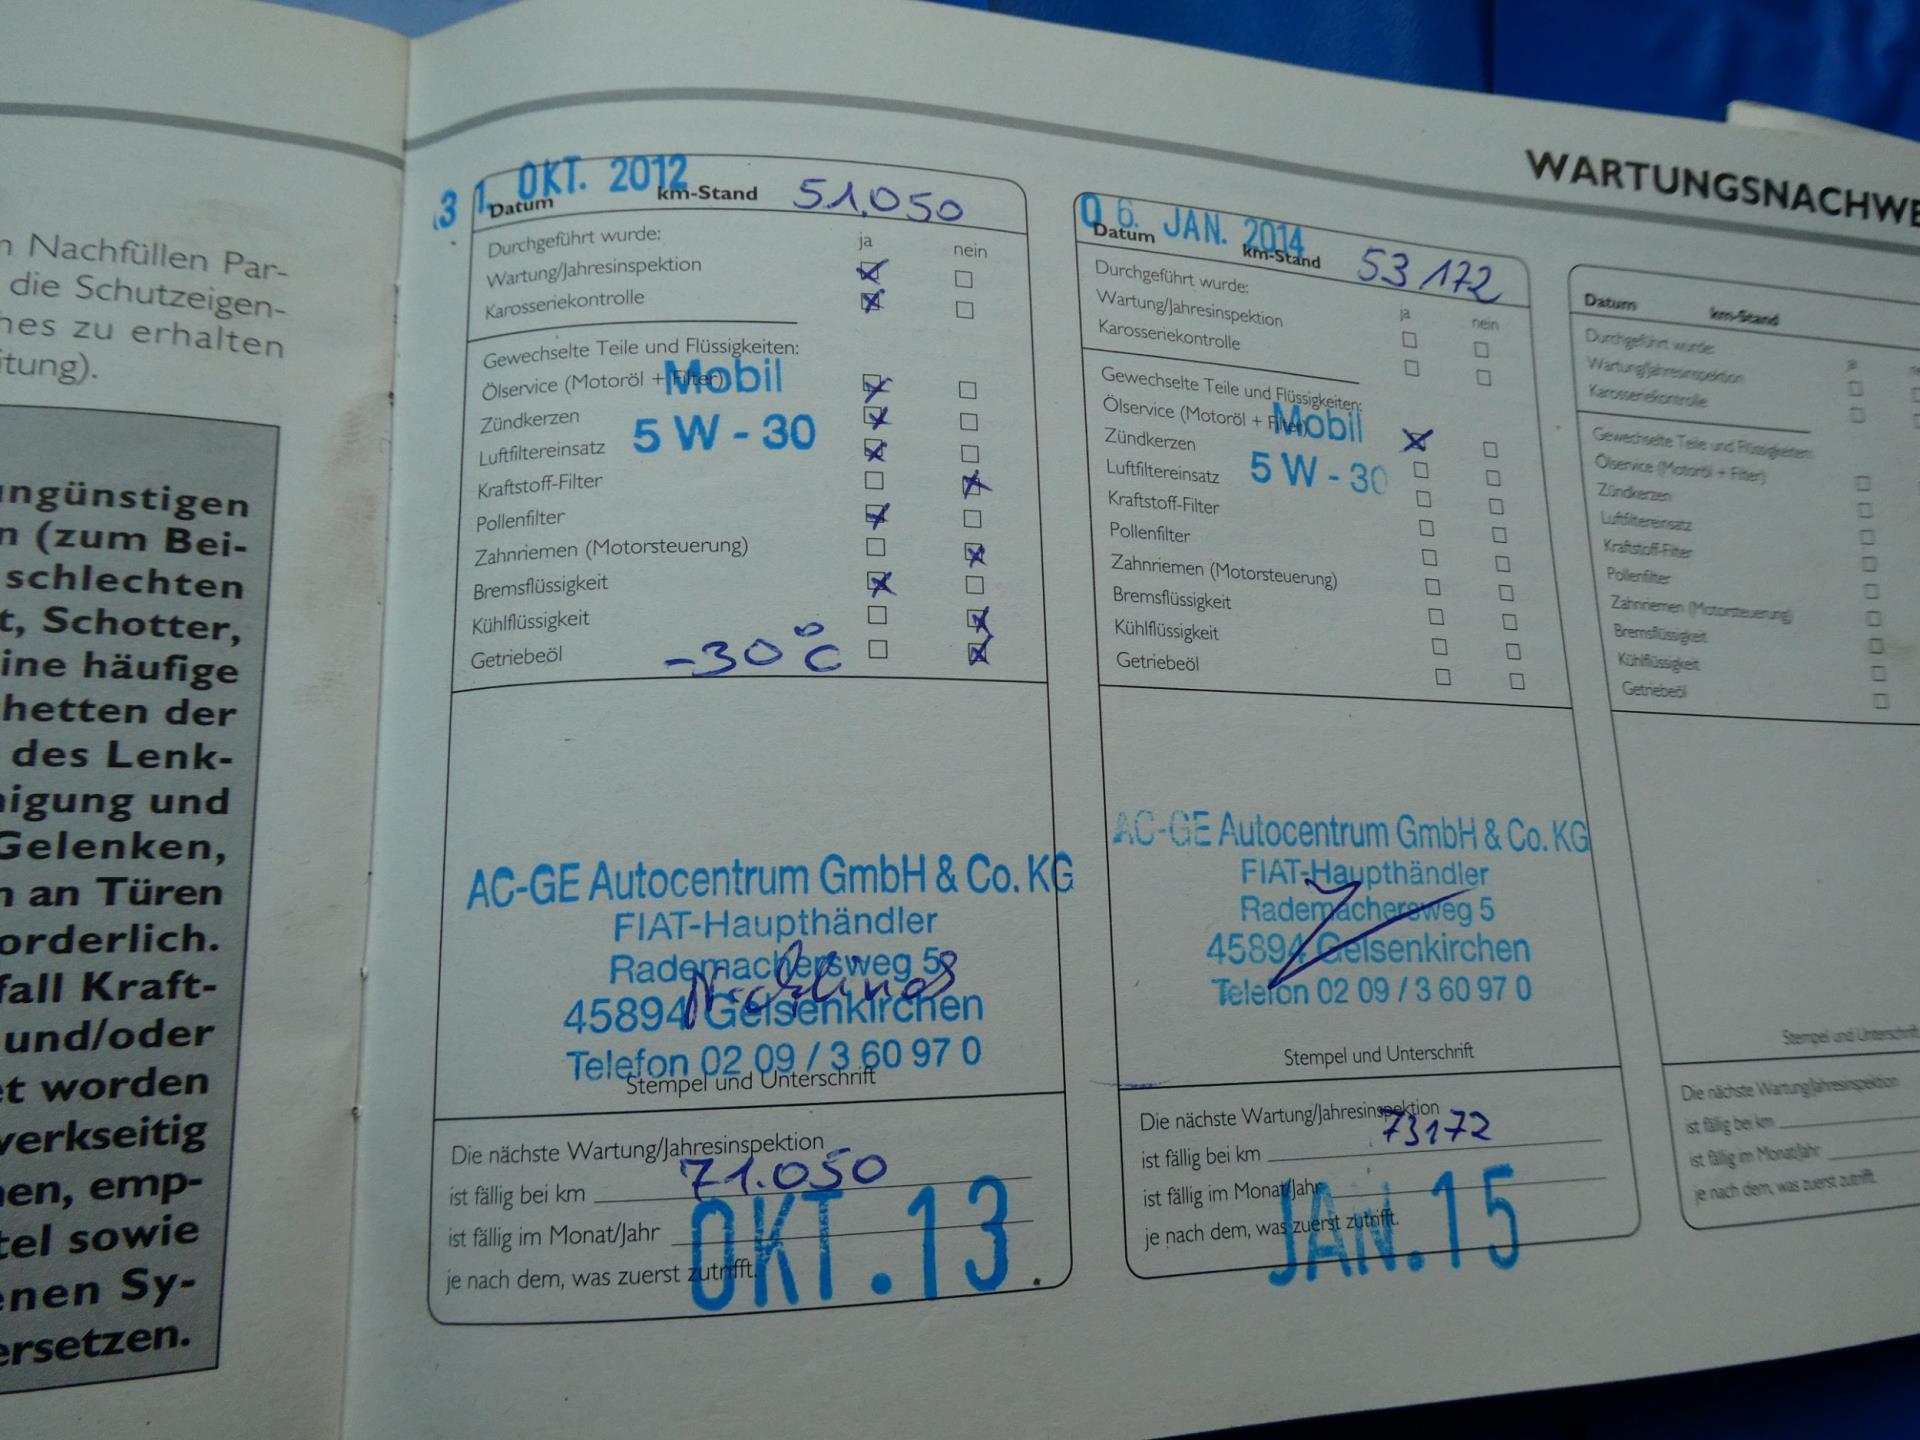 n Nachfüllen Par-
die Schutzeigen-
hes zu erhalten
itung).
ungünstigen
n (zum Bei-
schlechten
t, Schotter,
ine häufige
hetten der
des Lenk-
nigung und
Gelenken,
n an Türen
orderlich.
fall Kraft-
und/oder
et worden
werkseitig
nen, emp-
tel sowie
enen Sy-
ersetzen.
WARTUNGSNACHWE
31. OKT. 2012
Datum km-Stand 51.050
Durchgeführt wurde: ja nein
Wartung/Jahresinspektion
Karosseriekontrolle
Gewechselte Teile und Flüssigkeiten:
Ölservice (Motoröl + Filter) Mobil
Zündkerzen
5 W - 30
Luftfiltereinsatz
Kraftstoff-Filter
Pollenfilter
Zahnriemen (Motorsteuerung)
Bremsflüssigkeit
Kühlflüssigkeit
Getriebeöl -30°C
AC-GE Autocentrum GmbH & Co. KG
FIAT-Haupthändler
Rademachersweg 5
45894 Gelsenkirchen
Telefon 02 09 / 3 60 97 0
Stempel und Unterschrift
Die nächste Wartung/Jahresinspektion
ist fällig bei km 71.050
ist fällig im Monat/Jahr OKT.13
je nach dem, was zuerst zutrifft.
06. JAN. 2014
Datum km-Stand 53172
Durchgeführt wurde:
ja nein
Wartung/Jahresinspektion
Karosseriekontrolle
Gewechselte Teile und Flüssigkeiten:
Ölservice (Motoröl + Filter) Mobil
Zündkerzen
5 W - 30
Luftfiltereinsatz
Kraftstoff-Filter
Pollenfilter
Zahnriemen (Motorsteuerung)
Bremsflüssigkeit
Kühlflüssigkeit
Getriebeöl
AC-GE Autocentrum GmbH & Co. KG
FIAT-Haupthändler
Rademachersweg 5
45894 Gelsenkirchen
Telefon 02 09 / 3 60 97 0
Stempel und Unterschrift
Die nächste Wartung/Jahresinspektion
ist fällig bei km 73172
ist fällig im Monat/Jahr JAN.15
je nach dem, was zuerst zutrifft.
Datum km-Stand
Durchgeführt wurde:
ja
Wartung/Jahresinspektion
Karosseriekontrolle
Gewechselte Teile und Flüssigkeiten:
Ölservice (Motoröl + Filter)
Zündkerzen
Luftfiltereinsatz
Kraftstoff-Filter
Pollenfilter
Zahnriemen (Motorsteuerung)
Bremsflüssigkeit
Kühlflüssigkeit
Getriebeöl
Stempel und Unterschrift
Die nächste Wartung/Jahresinspektion
ist fällig bei km
ist fällig im Monat/Jahr
je nach dem, was zuerst zutrifft.